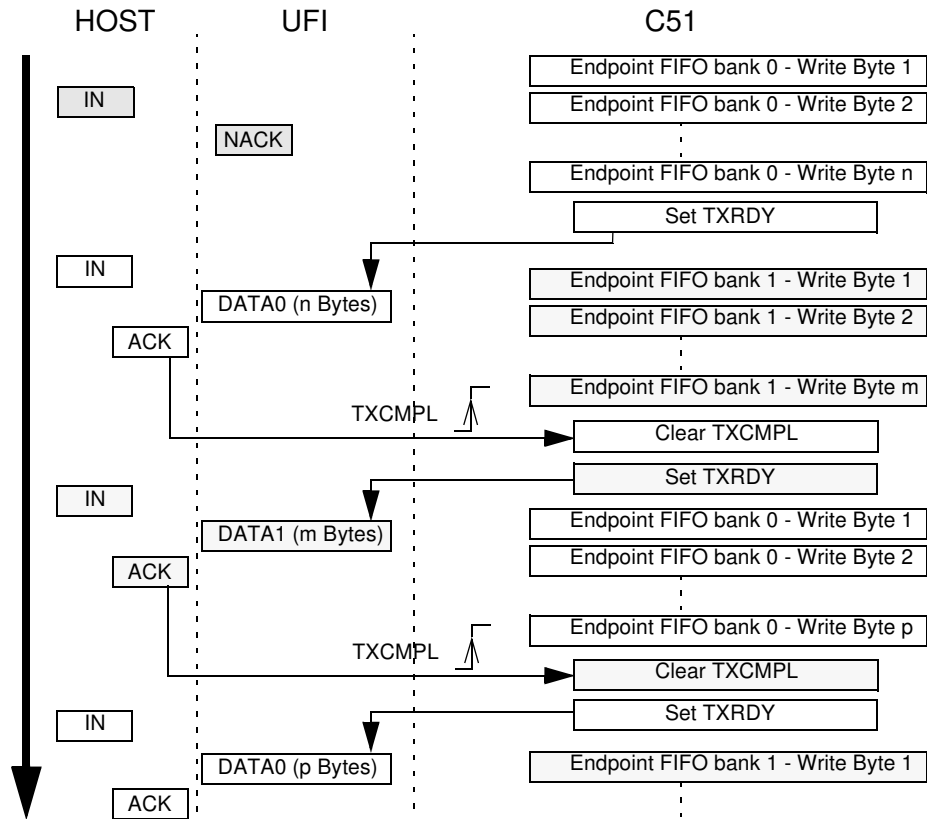 HOST UFI C51
Endpoint FIFO bank 0 - Write Byte 1
IN
Endpoint FIFO bank 0 - Write Byte 2
NACK
Endpoint FIFO bank 0 - Write Byte n
Set TXRDY
IN
Endpoint FIFO bank 1 - Write Byte 1
DATA0 (n Bytes)
Endpoint FIFO bank 1 - Write Byte 2
ACK
Endpoint FIFO bank 1 - Write Byte m
TXCMPL
Clear TXCMPL
Set TXRDY
IN
Endpoint FIFO bank 0 - Write Byte 1
DATA1 (m Bytes)
Endpoint FIFO bank 0 - Write Byte 2
ACK
Endpoint FIFO bank 0 - Write Byte p
TXCMPL
Clear TXCMPL
Set TXRDY
IN
DATA0 (p Bytes)
Endpoint FIFO bank 1 - Write Byte 1
ACK